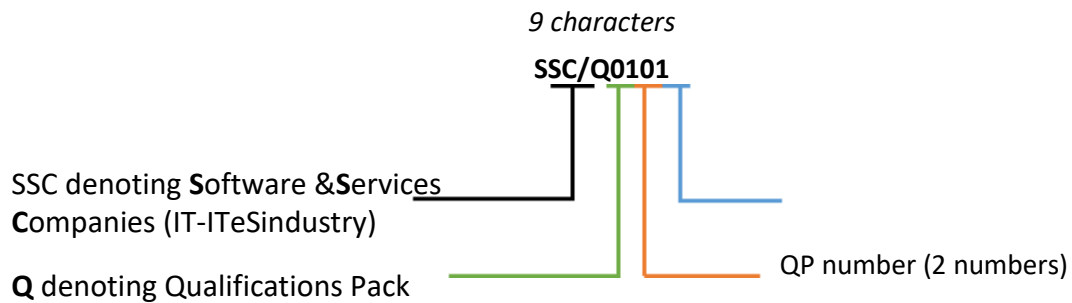 9 characters
SSC/Q0101
SSC denoting Software &Services
Companies (IT-ITeSindustry)
QP number (2 numbers)
Q denoting Qualifications Pack